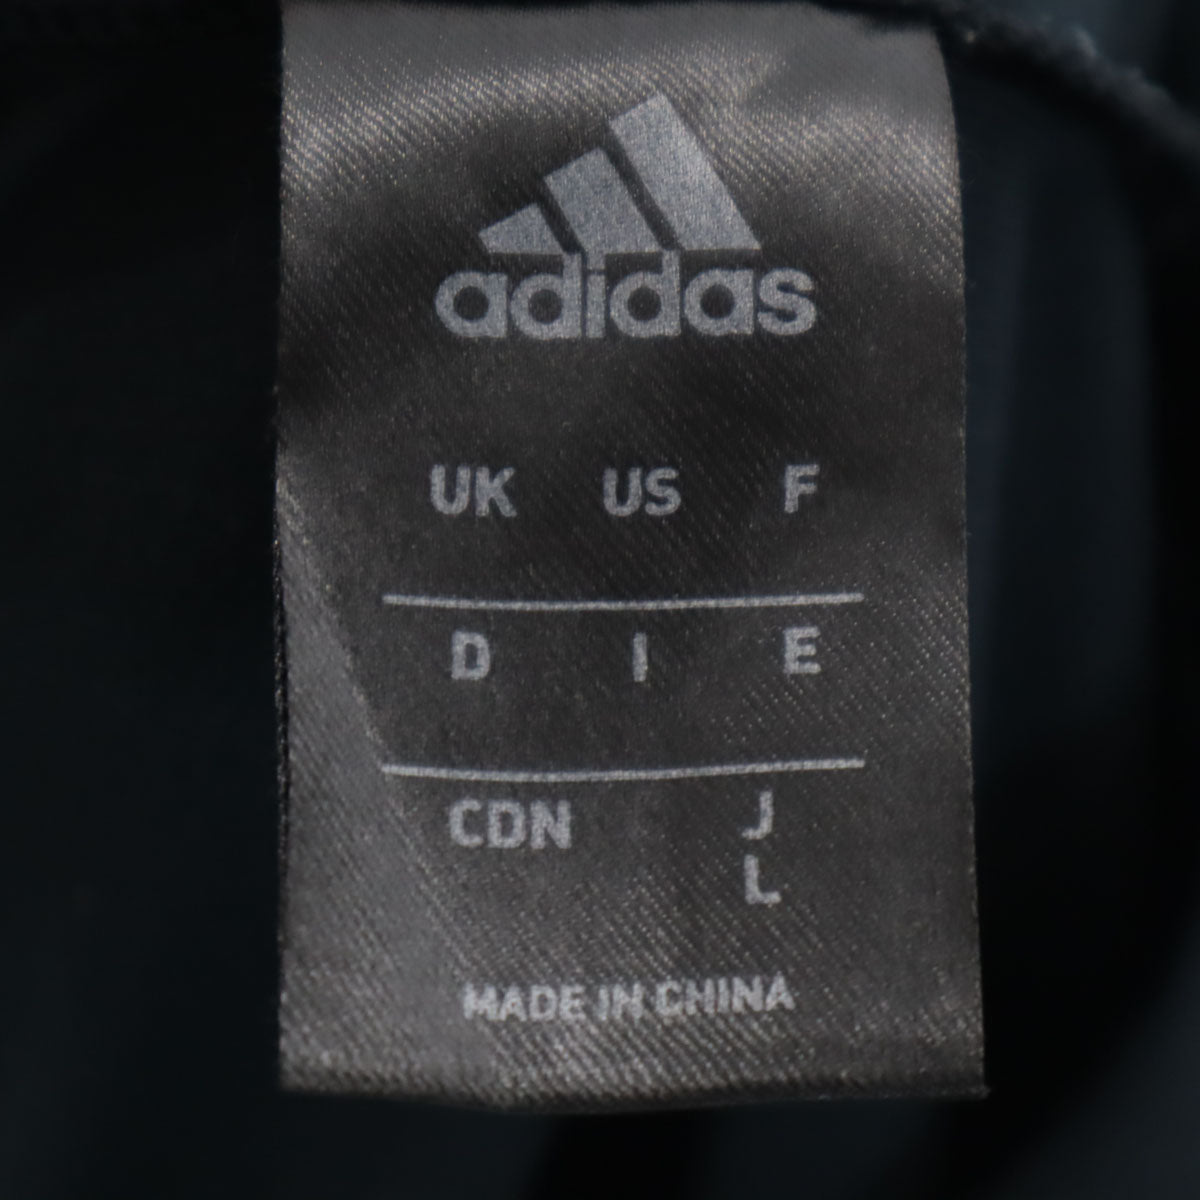 adidas
UK US F
D I E
CDN J
L
MADE IN CHINA